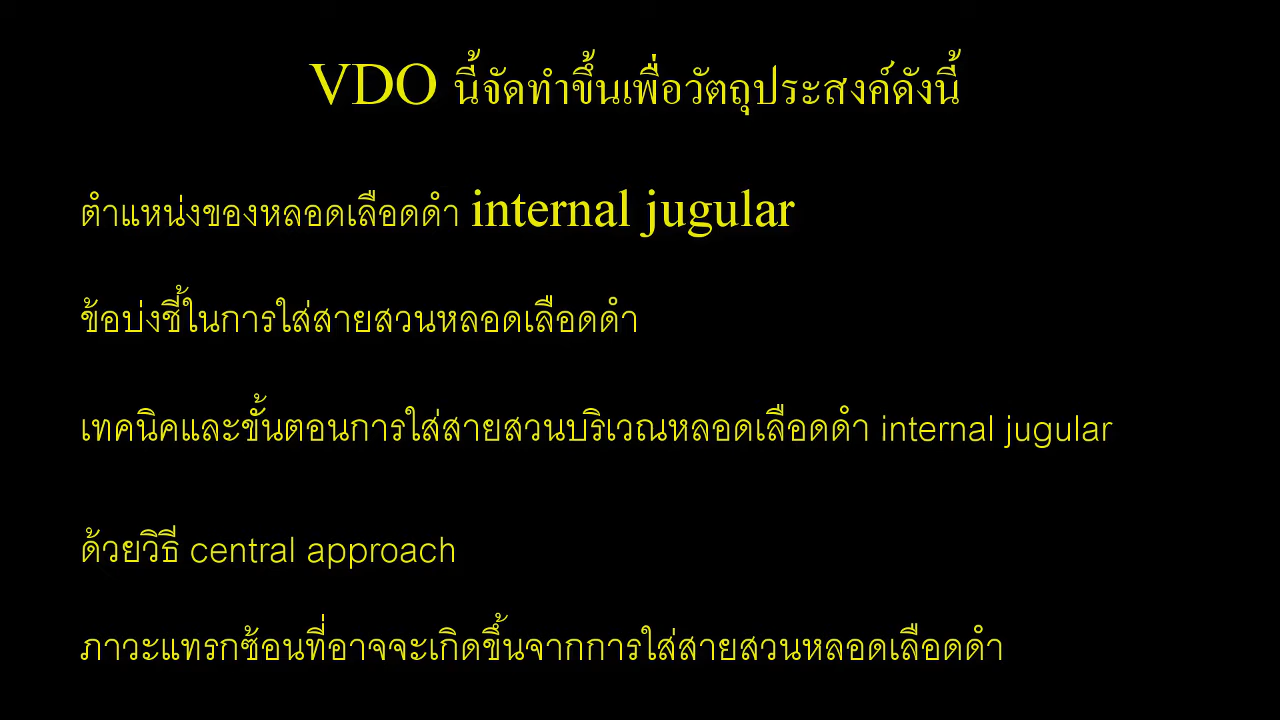 VDO นี้จัดทำขึ้นเพื่อวัตถุประสงค์ดังนี้
ตำแหน่งของหลอดเลือดดำ internal jugular
ข้อบ่งชี้ในการใส่สายสวนหลอดเลือดดำ
เทคนิคและขั้นตอนการใส่สายสวนบริเวณหลอดเลือดดำ internal jugular
ด้วยวิธี central approach
ภาวะแทรกซ้อนที่อาจจะเกิดขึ้นจากการใส่สายสวนหลอดเลือดดำ